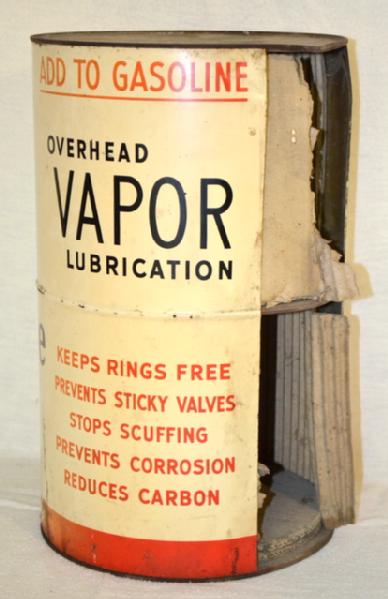 ADD TO GASOLINE
OVERHEAD
VAPOR
LUBRICATION
e
KEEPS RINGS FREE
PREVENTS STICKY VALVES
STOPS SCUFFING
PREVENTS CORROSION
REDUCES CARBON